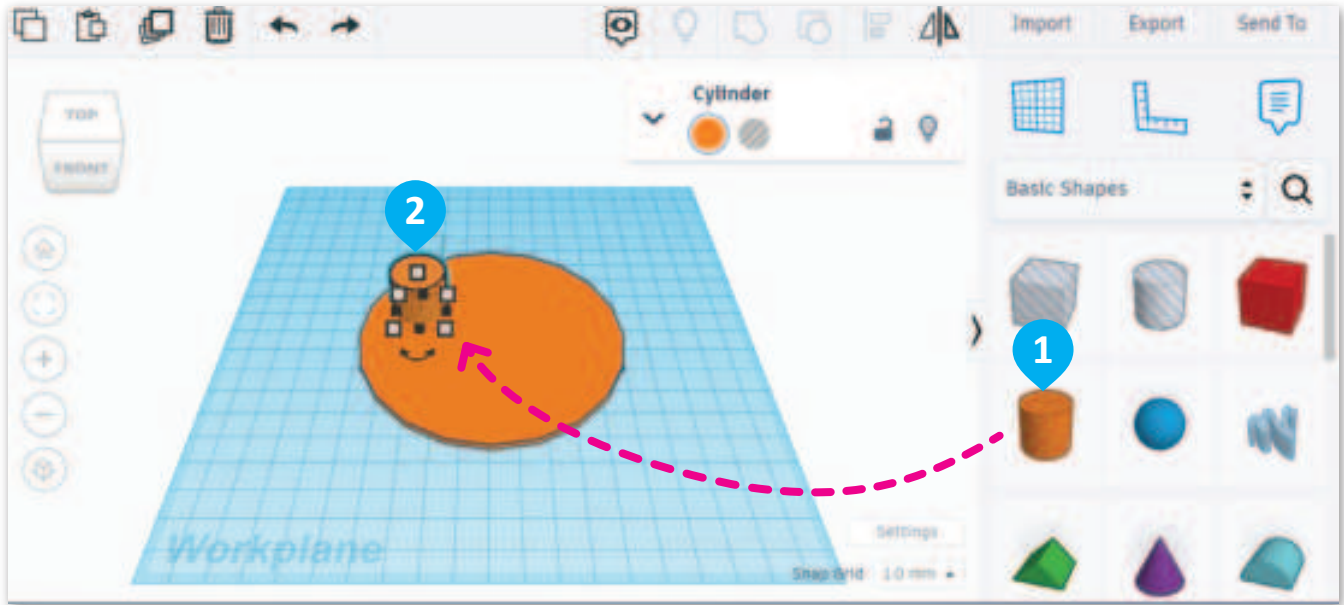 Import Export Send To
TOP
FRONT
Cylinder
Basic Shapes
2
1
Workplane
Settings
Snap Grid 1.0 mm